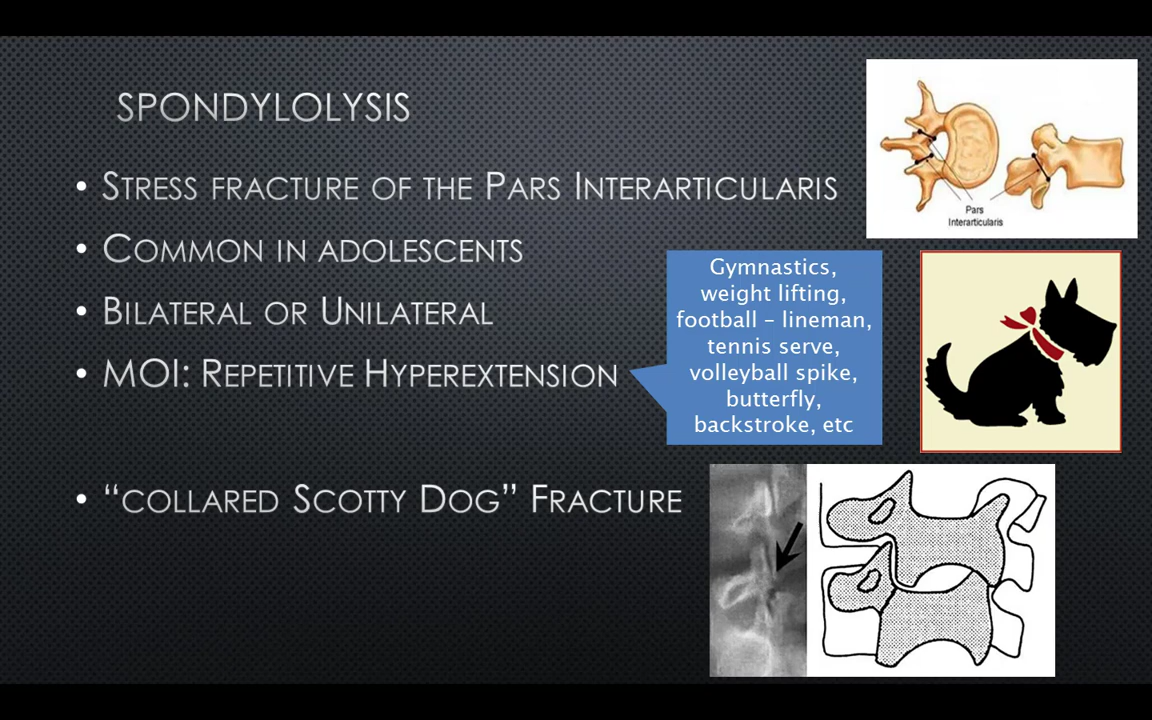 SPONDYLOLYSIS
• STRESS FRACTURE OF THE PARS INTERARTICULARIS
• COMMON IN ADOLESCENTS
• BILATERAL OR UNILATERAL
• MOI: REPETITIVE HYPEREXTENSION
Gymnastics,
weight lifting,
football – lineman,
tennis serve,
volleyball spike,
butterfly,
backstroke, etc
• “COLLARED SCOTTY DOG” FRACTURE
Pars
Interarticularis